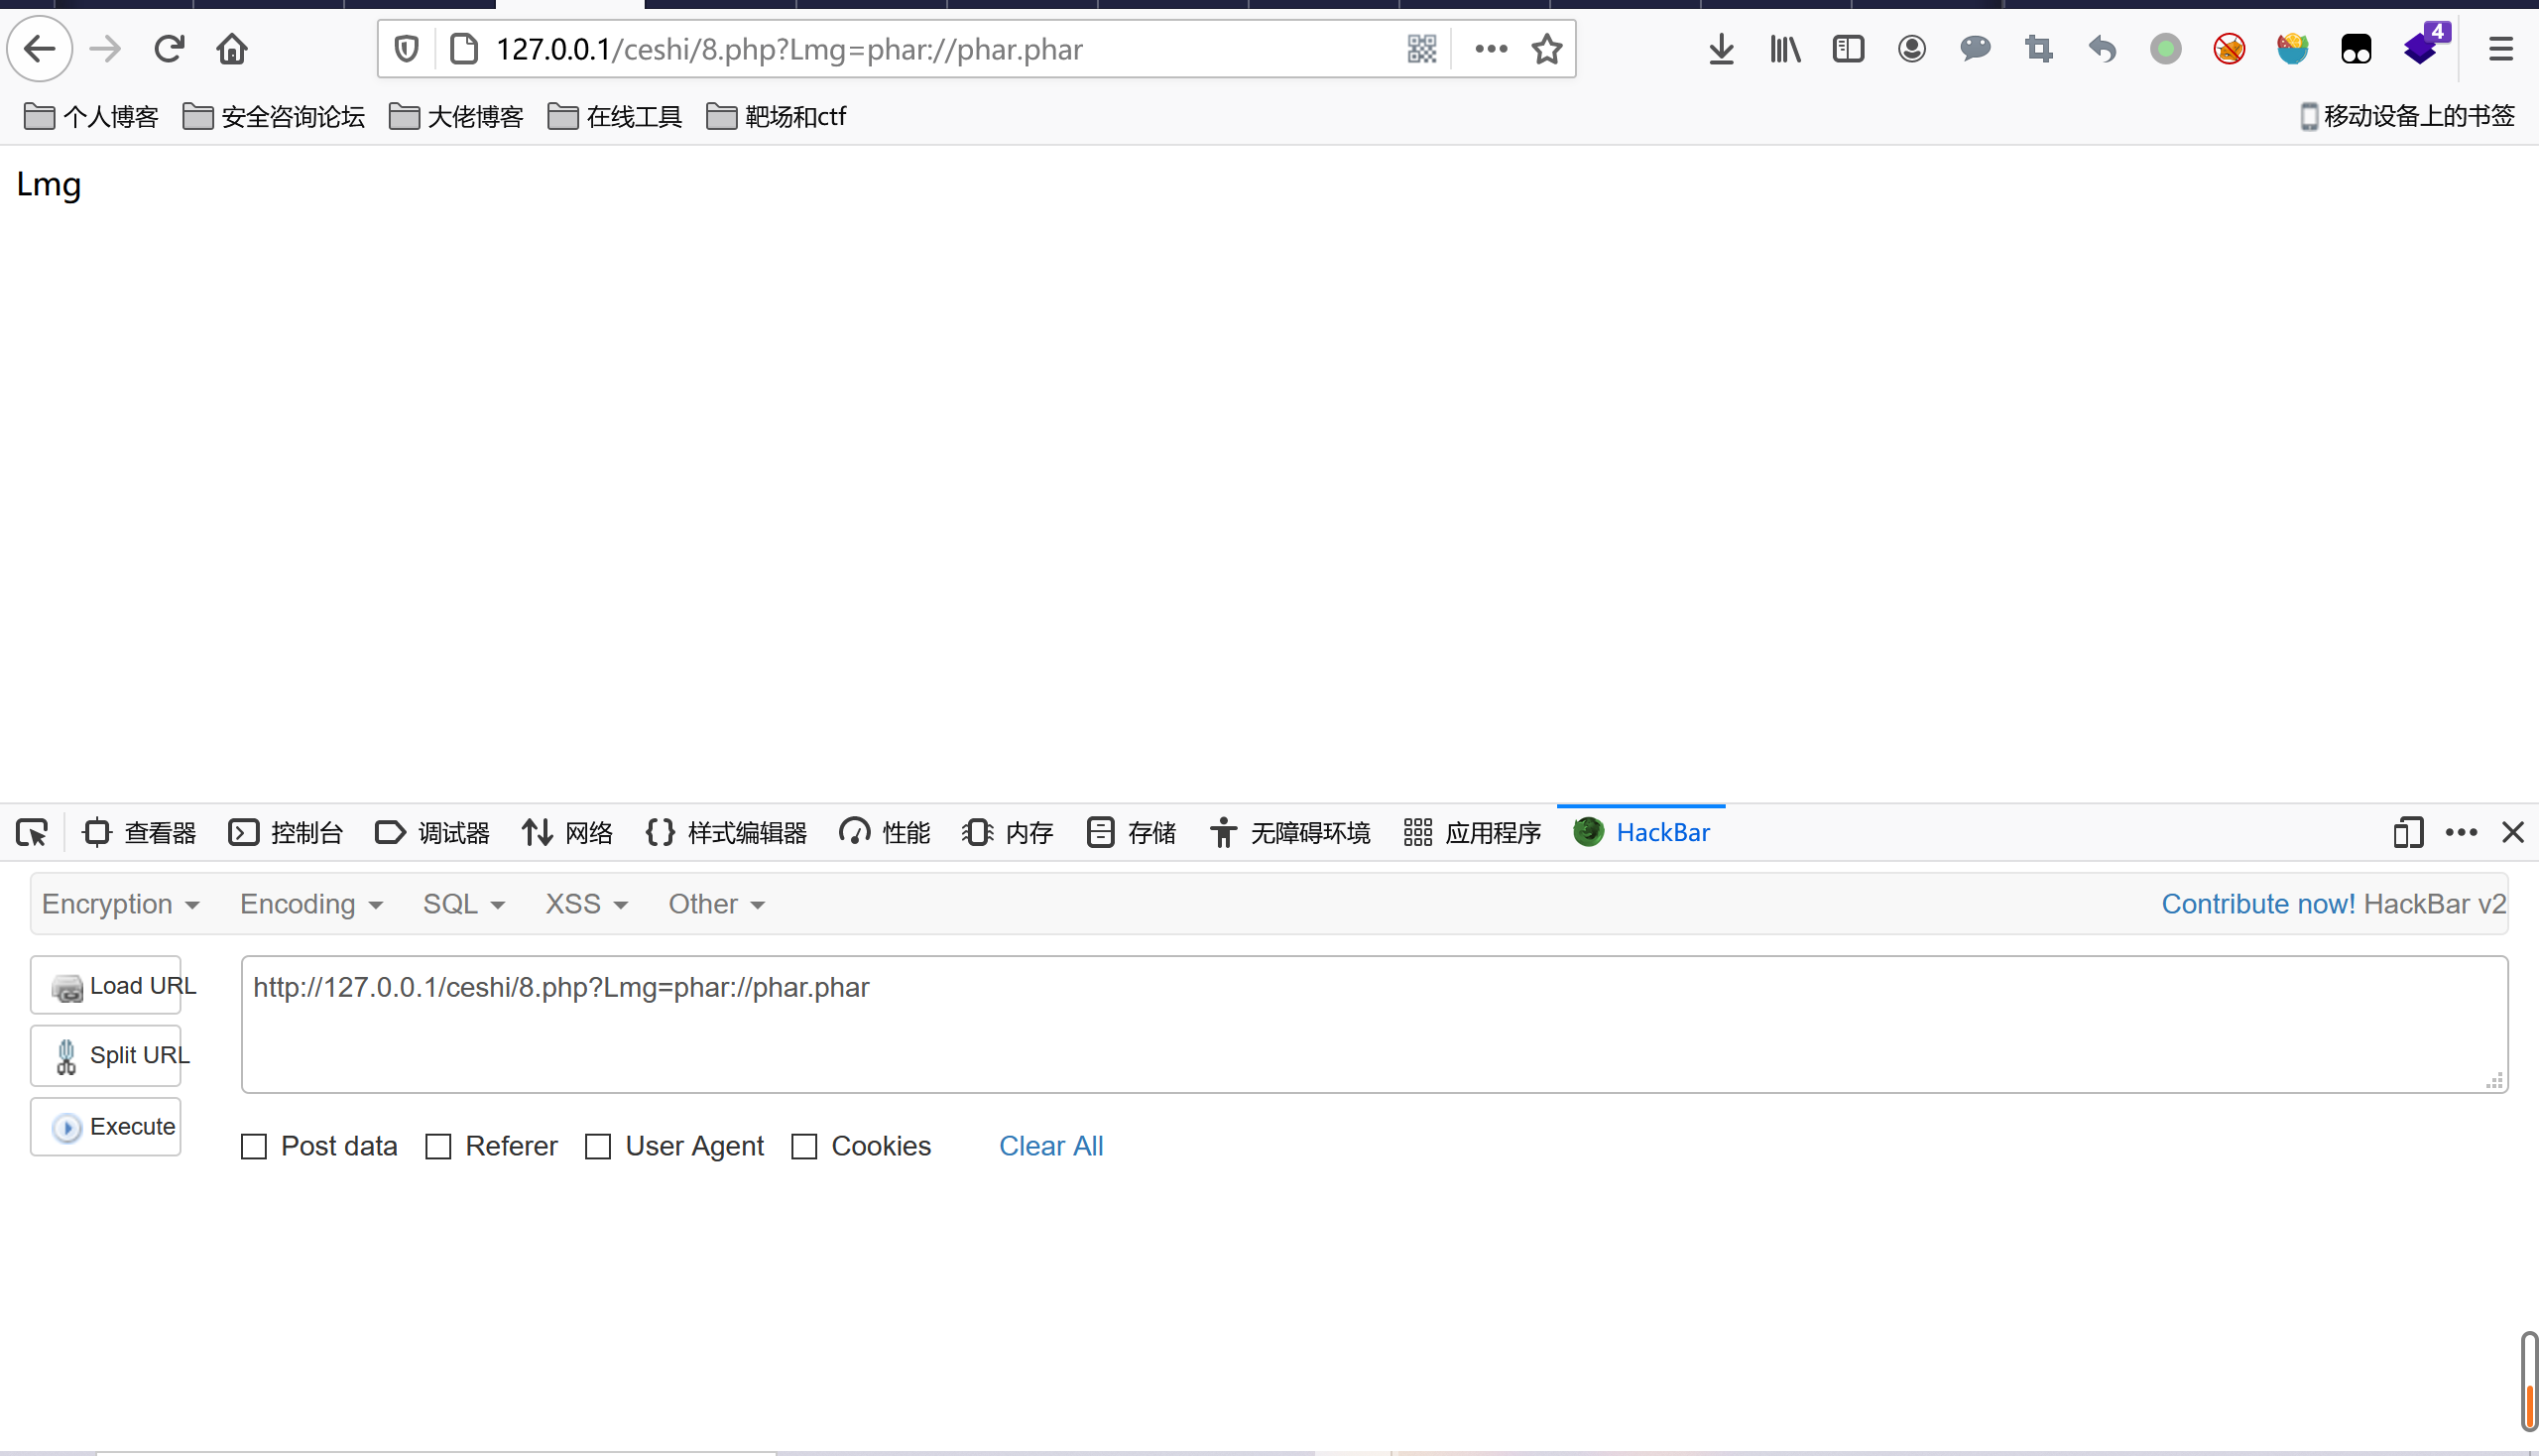 127.0.0.1/ceshi/8.php?Lmg=phar://phar.phar
4
个人博客 安全咨询论坛 大佬博客 在线工具 靶场和ctf 移动设备上的书签
Lmg
查看器 控制台 调试器 网络 样式编辑器 性能 内存 存储 无障碍环境 应用程序 HackBar
Encryption Encoding SQL XSS Other Contribute now! HackBar v2
Load URL
http://127.0.0.1/ceshi/8.php?Lmg=phar://phar.phar
Split URL
Execute
Post data Referer User Agent Cookies Clear All